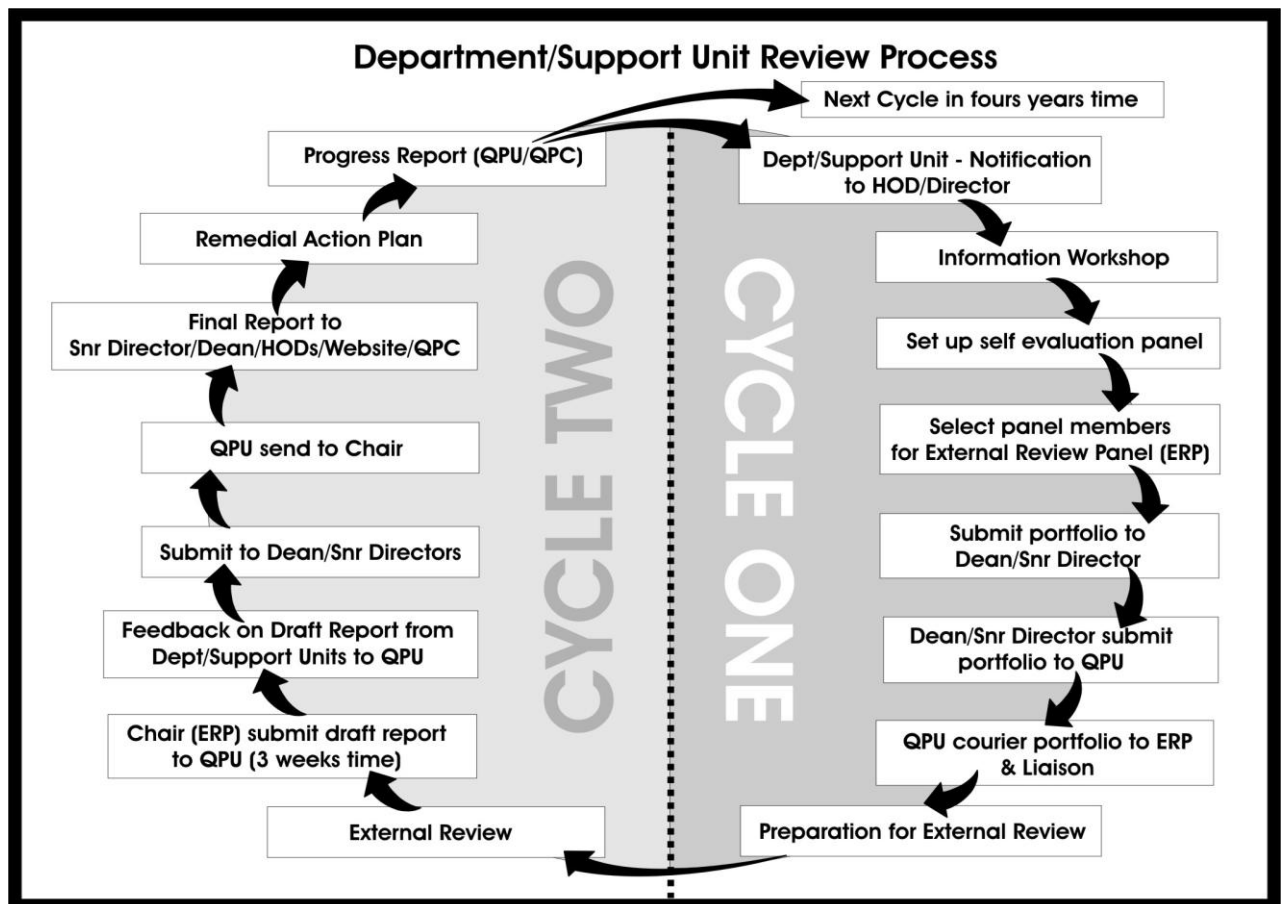 Department/Support Unit Review Process
Next Cycle in fours years time
Dept/Support Unit - Notification
to HOD/Director
Information Workshop
Set up self evaluation panel
Select panel members
for External Review Panel (ERP)
Submit portfolio to
Dean/Snr Director
Dean/Snr Director submit
portfolio to QPU
QPU courier portfolio to ERP
& Liaison
Preparation for External Review
CYCLE ONE
CYCLE TWO
External Review
Chair (ERP) submit draft report
to QPU (3 weeks time)
Feedback on Draft Report from
Dept/Support Units to QPU
Submit to Dean/Snr Directors
QPU send to Chair
Final Report to
Snr Director/Dean/HODs/Website/QPC
Remedial Action Plan
Progress Report (QPU/QPC)